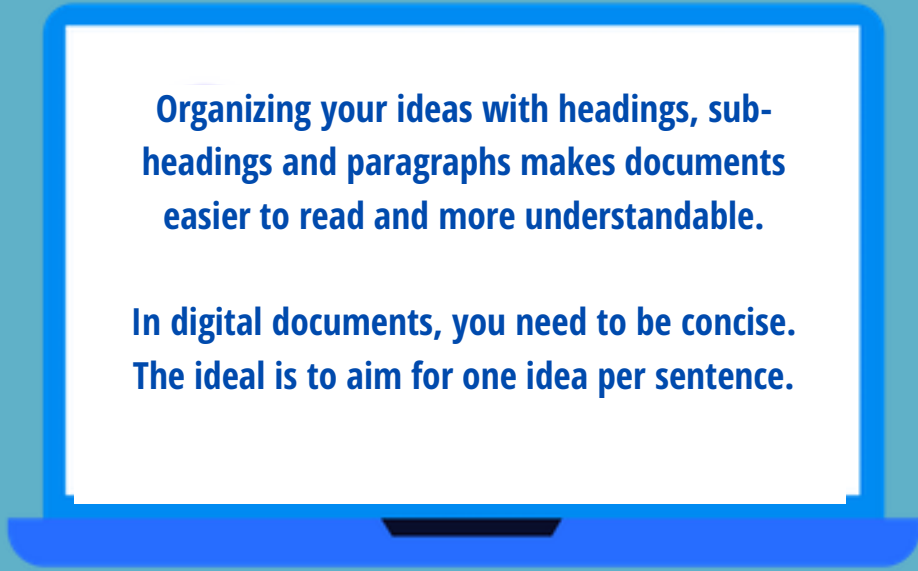 Organizing your ideas with headings, sub-
headings and paragraphs makes documents
easier to read and more understandable.
In digital documents, you need to be concise.
The ideal is to aim for one idea per sentence.